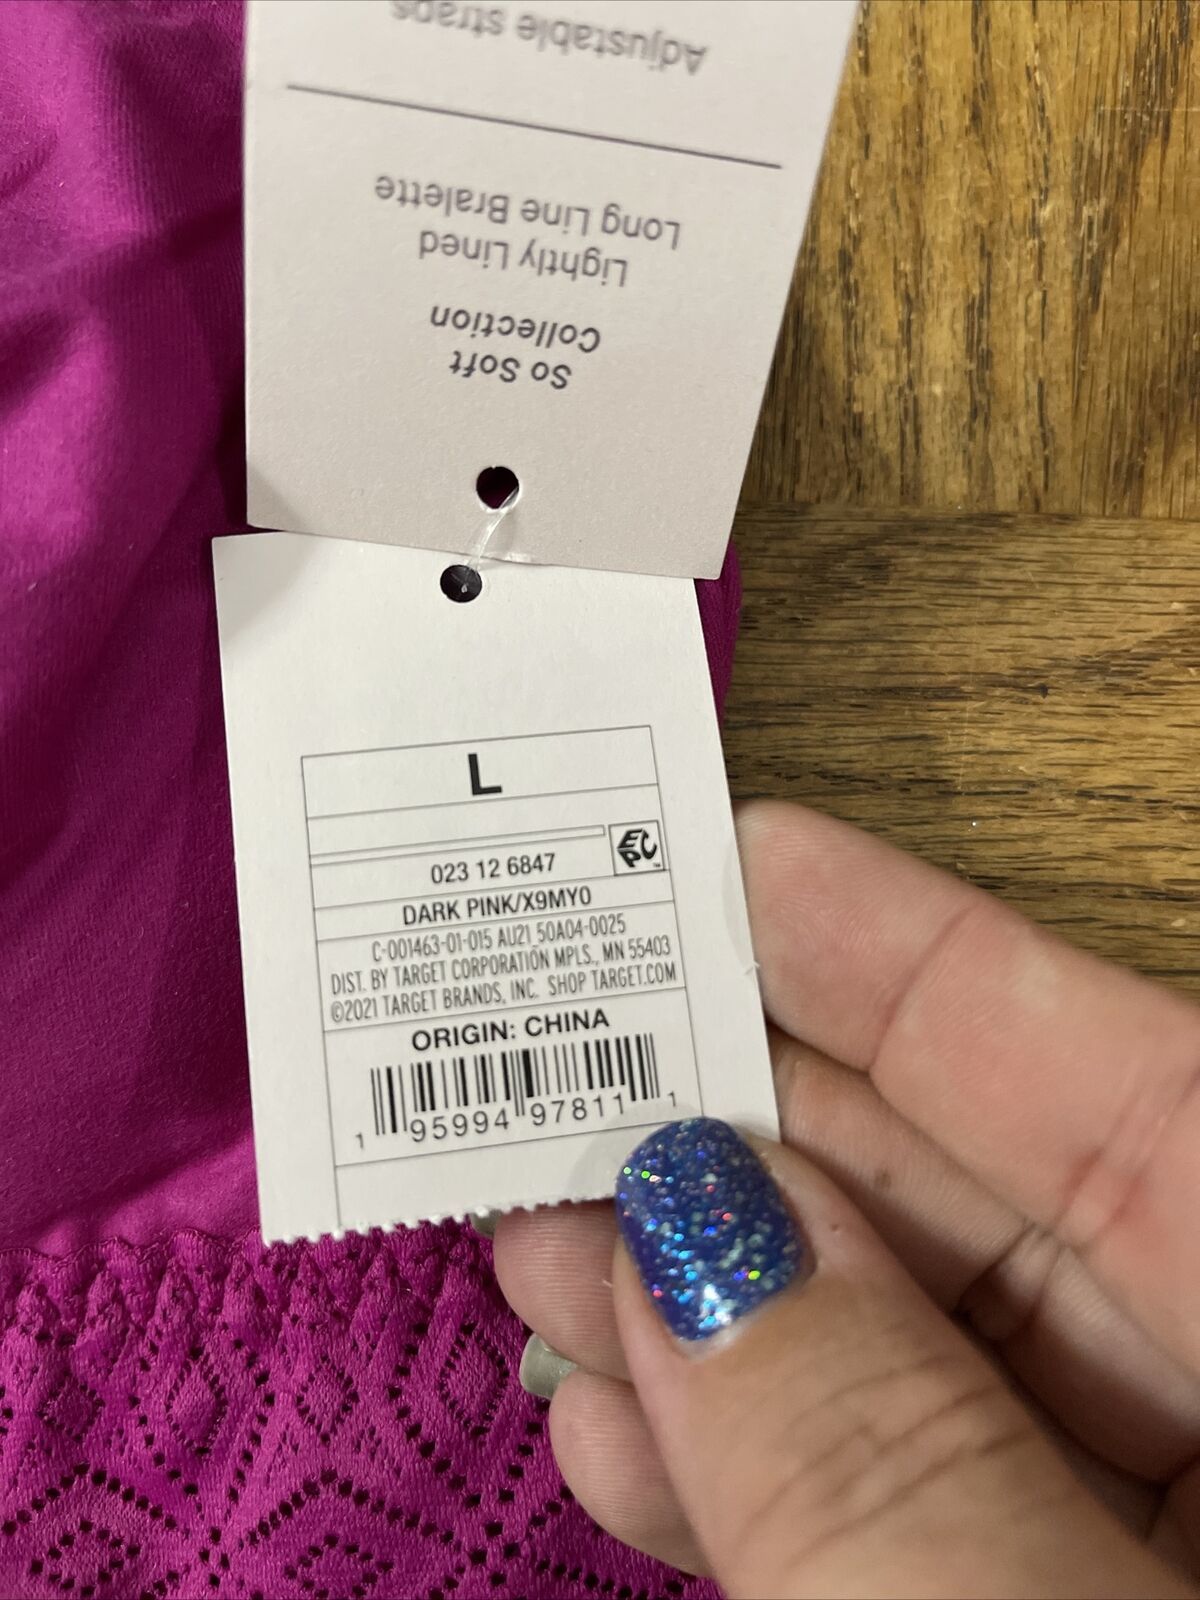 Adjustable straps
Long Line Bralette
Lightly Lined
Collection
So Soft
L
EPC
™
023 12 6847
DARK PINK/X9MY0
C-001463-01-015 AU21 50A04-0025
DIST. BY TARGET CORPORATION MPLS., MN 55403
©2021 TARGET BRANDS, INC. SHOP TARGET.COM
ORIGIN: CHINA
1 95994 97811 1